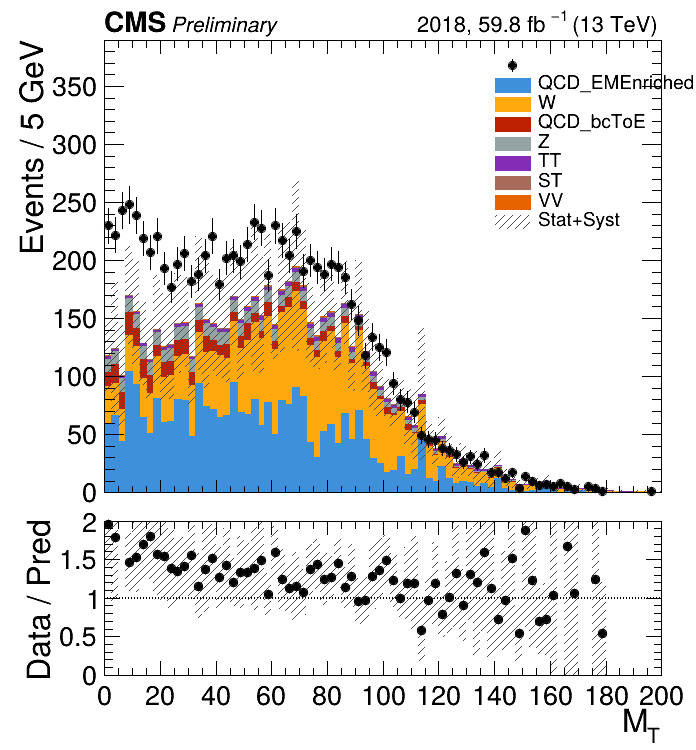 CMS Preliminary 2018, 59.8 fb⁻¹ (13 TeV)
Events / 5 GeV
350
300
250
200
150
100
50
0
QCD_EMEnriched
W
QCD_bcToE
Z
TT
ST
VV
Stat+Syst
Data / Pred
2
1.5
1
0.5
0
0 20 40 60 80 100 120 140 160 180 200
M_T